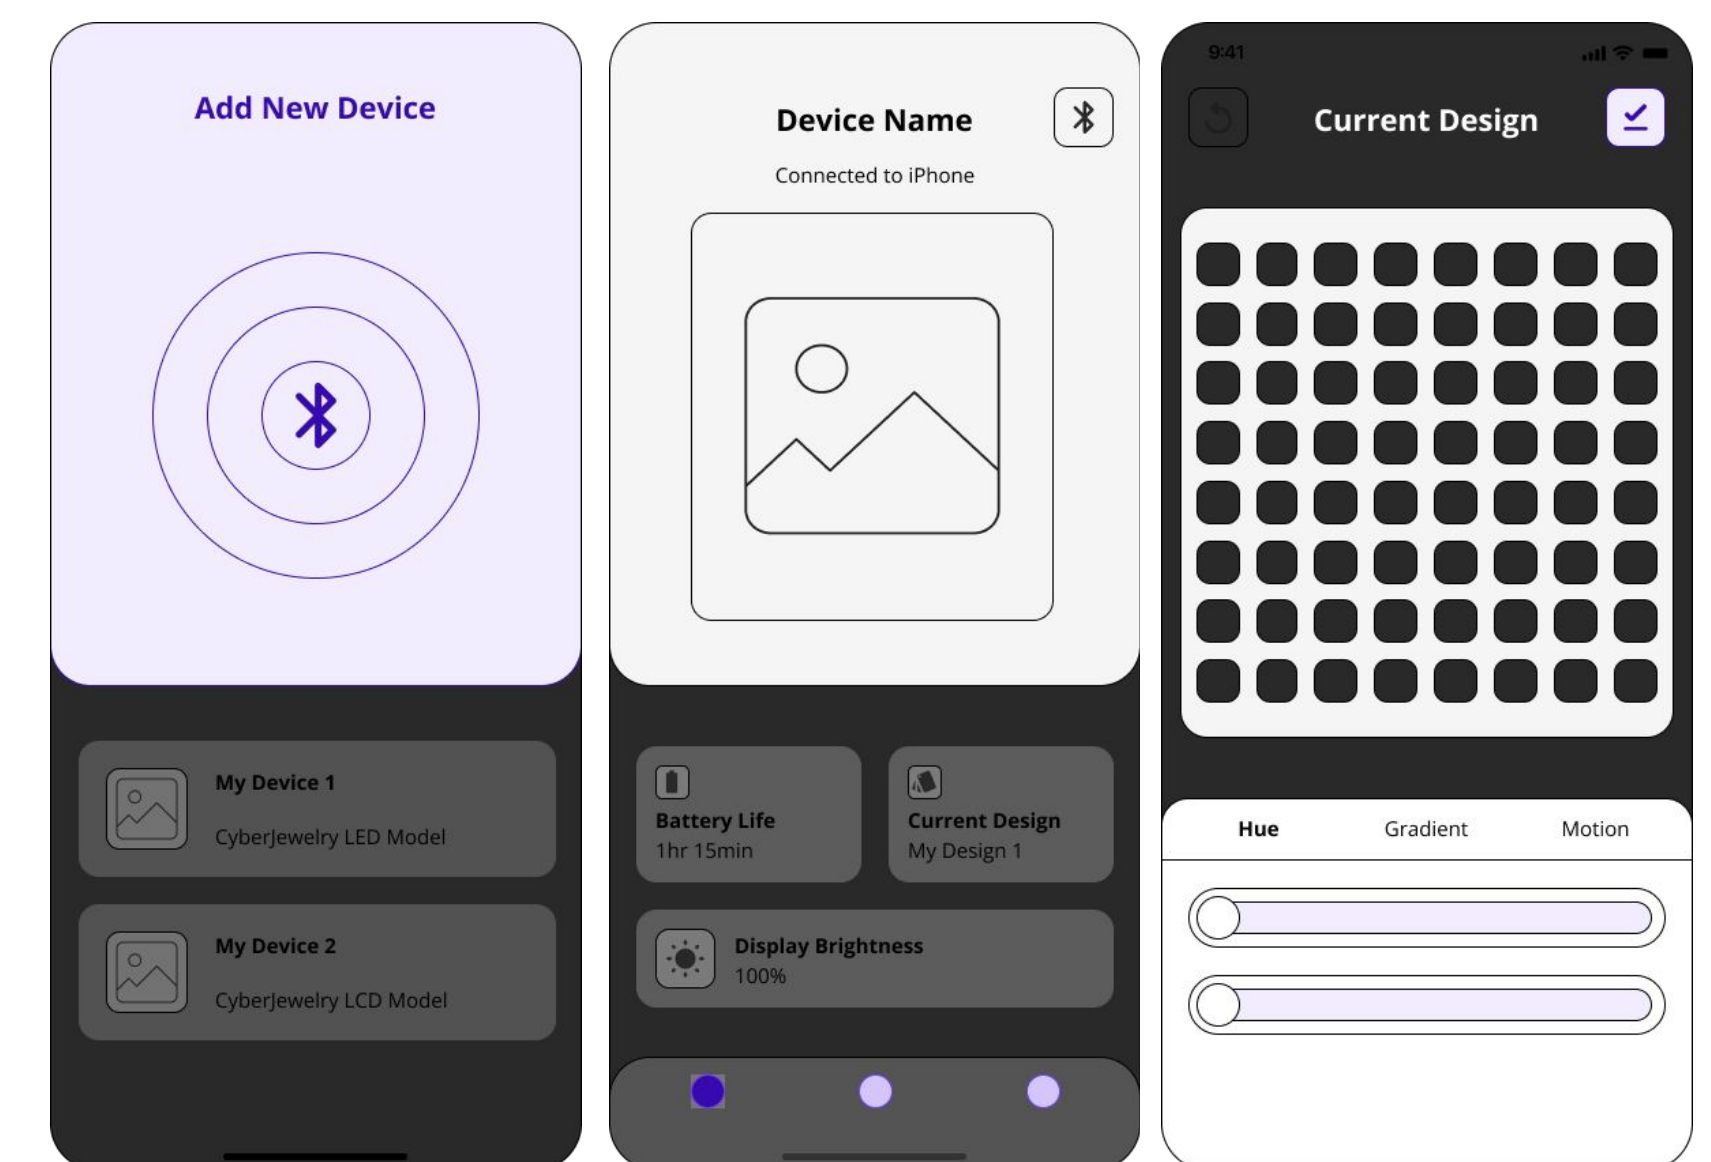 Add New Device
My Device 1
CyberJewelry LED Model
My Device 2
CyberJewelry LCD Model
Device Name
Connected to iPhone
Battery Life
1hr 15min
Current Design
My Design 1
Display Brightness
100%
9:41
Current Design
Hue
Gradient
Motion